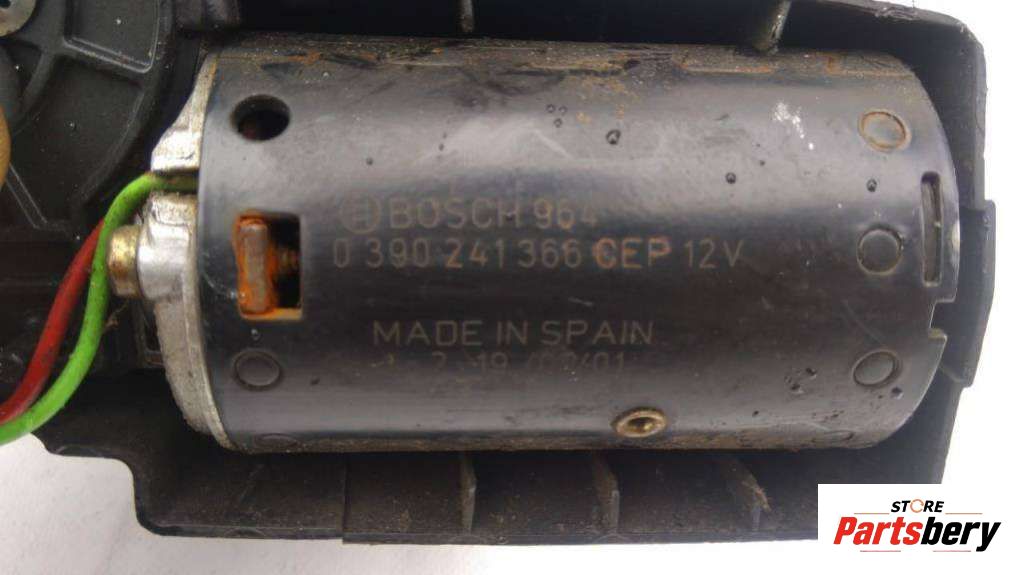 BOSCH 964
0 390 241 366 CEP 12V
MADE IN SPAIN
STORE
Partsbery